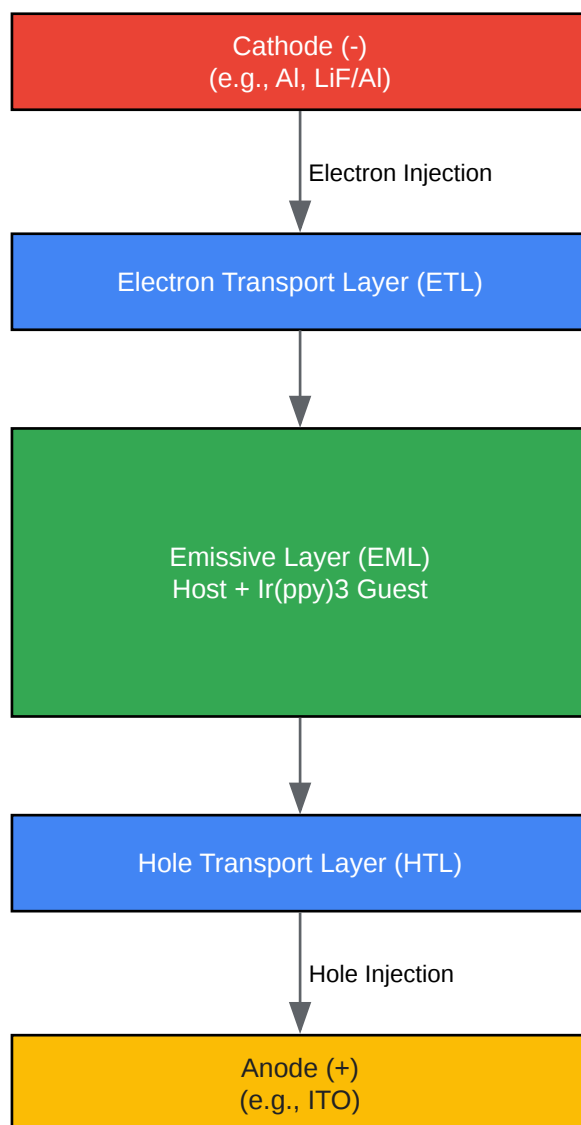 Cathode (-)
(e.g., Al, LiF/Al)
Electron Injection
Electron Transport Layer (ETL)
Emissive Layer (EML)
Host + Ir(ppy)3 Guest
Hole Transport Layer (HTL)
Hole Injection
Anode (+)
(e.g., ITO)